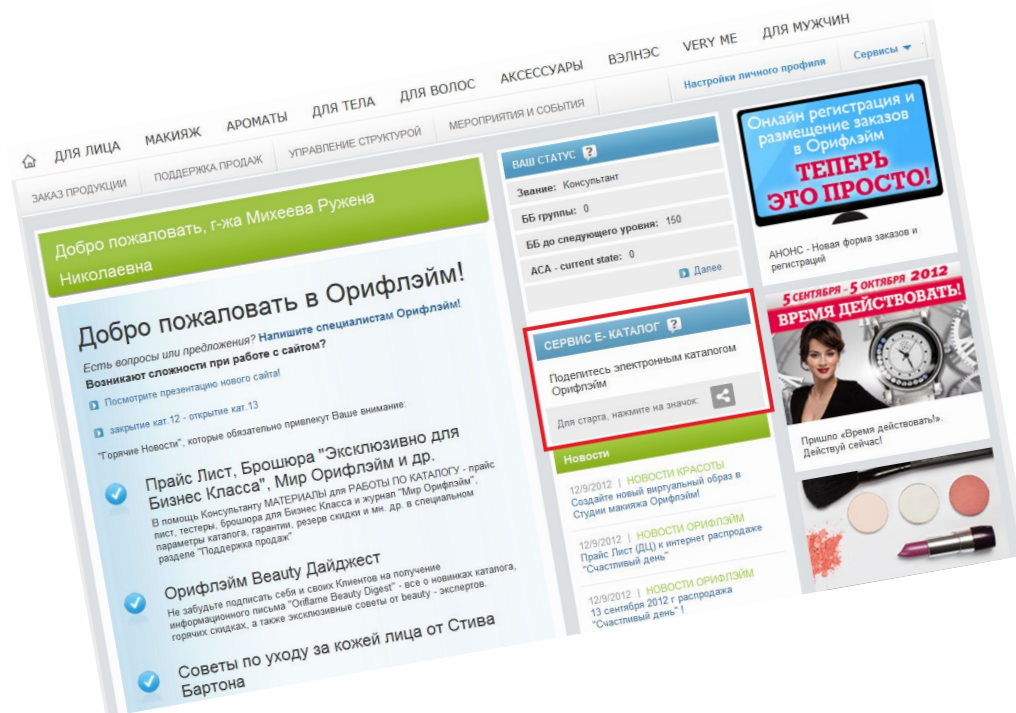 ДЛЯ ЛИЦА МАКИЯЖ АРОМАТЫ ДЛЯ ТЕЛА ДЛЯ ВОЛОС АКСЕССУАРЫ ВЭЛНЭС VERY ME ДЛЯ МУЖЧИН
Настройки личного профиля Сервисы
ЗАКАЗ ПРОДУКЦИИ ПОДДЕРЖКА ПРОДАЖ УПРАВЛЕНИЕ СТРУКТУРОЙ МЕРОПРИЯТИЯ И СОБЫТИЯ
Добро пожаловать, г-жа Михеева Ружена
Николаевна
Добро пожаловать в Орифлэйм!
Есть вопросы или предложения? Напишите специалистам Орифлэйм!
Возникают сложности при работе с сайтом?
Посмотрите презентацию нового сайта!
закрытие кат.12 - открытие кат.13
"Горячие Новости", которые обязательно привлекут Ваше внимание:
Прайс Лист, Брошюра "Эксклюзивно для
Бизнес Класса", Мир Орифлэйм и др.
В помощь Консультанту МАТЕРИАЛЫ для РАБОТЫ ПО КАТАЛОГУ - прайс
лист, тестеры, брошюра для Бизнес Класса и журнал "Мир Орифлэйм",
параметры каталога, гарантии, резерв скидки и мн. др. в специальном
разделе "Поддержка продаж"
Орифлэйм Beauty Дайджест
Не забудьте подписать себя и своих Клиентов на получение
информационного письма "Oriflame Beauty Digest" - все о новинках каталога,
горячих скидках, а также эксклюзивные советы от beauty - экспертов.
Советы по уходу за кожей лица от Стива
Бартона
ВАШ СТАТУС ?
Звание: Консультант
ББ группы: 0
ББ до следующего уровня: 150
ACA - current state: 0
Далее
СЕРВИС Е- КАТАЛОГ ?
Поделитесь электронным каталогом
Орифлэйм
Для старта, нажмите на значок:
Новости
12/9/2012 | НОВОСТИ КРАСОТЫ
Создайте новый виртуальный образ в
Студии макияжа Орифлэйм!
12/9/2012 | НОВОСТИ ОРИФЛЭЙМ
Прайс Лист (ДЦ) к интернет распродаже
"Счастливый день"
12/9/2012 | НОВОСТИ ОРИФЛЭЙМ
13 сентября 2012 г распродажа
"Счастливый день" !
Онлайн регистрация и
размещение заказов
в Орифлэйм
ТЕПЕРЬ
ЭТО ПРОСТО!
АНОНС - Новая форма заказов и
регистраций
5 СЕНТЯБРЯ - 5 ОКТЯБРЯ 2012
ВРЕМЯ ДЕЙСТВОВАТЬ!
Пришло «Время действовать!».
Действуй сейчас!